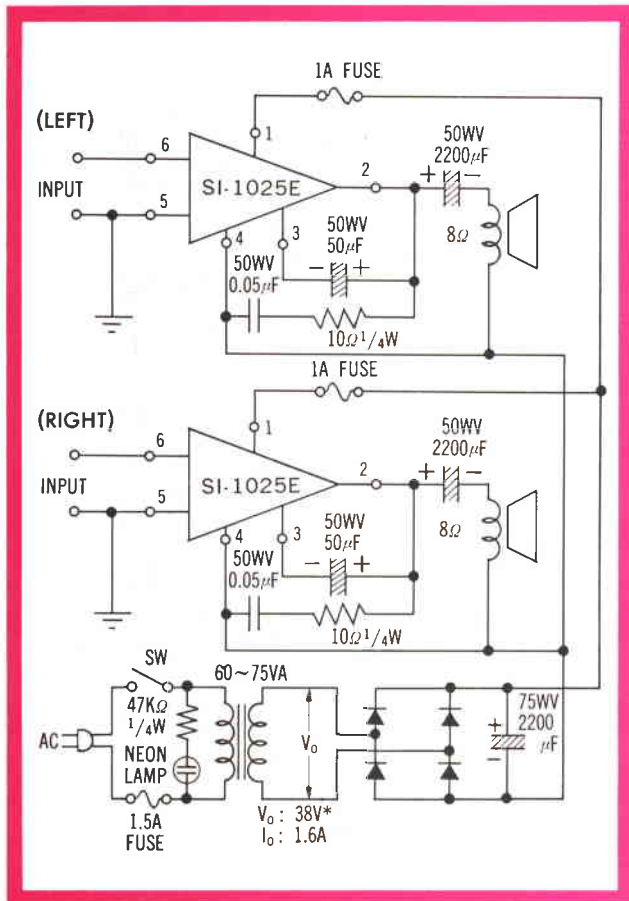 1A FUSE
(LEFT)
50WV
2200μF
6
1
2
+ -
INPUT
SI-1025E
5
4
3
50WV
50μF
- +
8Ω
50WV
0.05μF
10Ω 1/4W
1A FUSE
(RIGHT)
50WV
2200μF
6
1
2
+ -
INPUT
SI-1025E
5
4
3
50WV
50μF
- +
8Ω
50WV
0.05μF
10Ω 1/4W
SW
60~75VA
47KΩ
1/4W
75WV
2200
μF
+
-
AC
Vo
NEON
LAMP
1.5A
FUSE
Vo: 38V*
Io: 1.6A